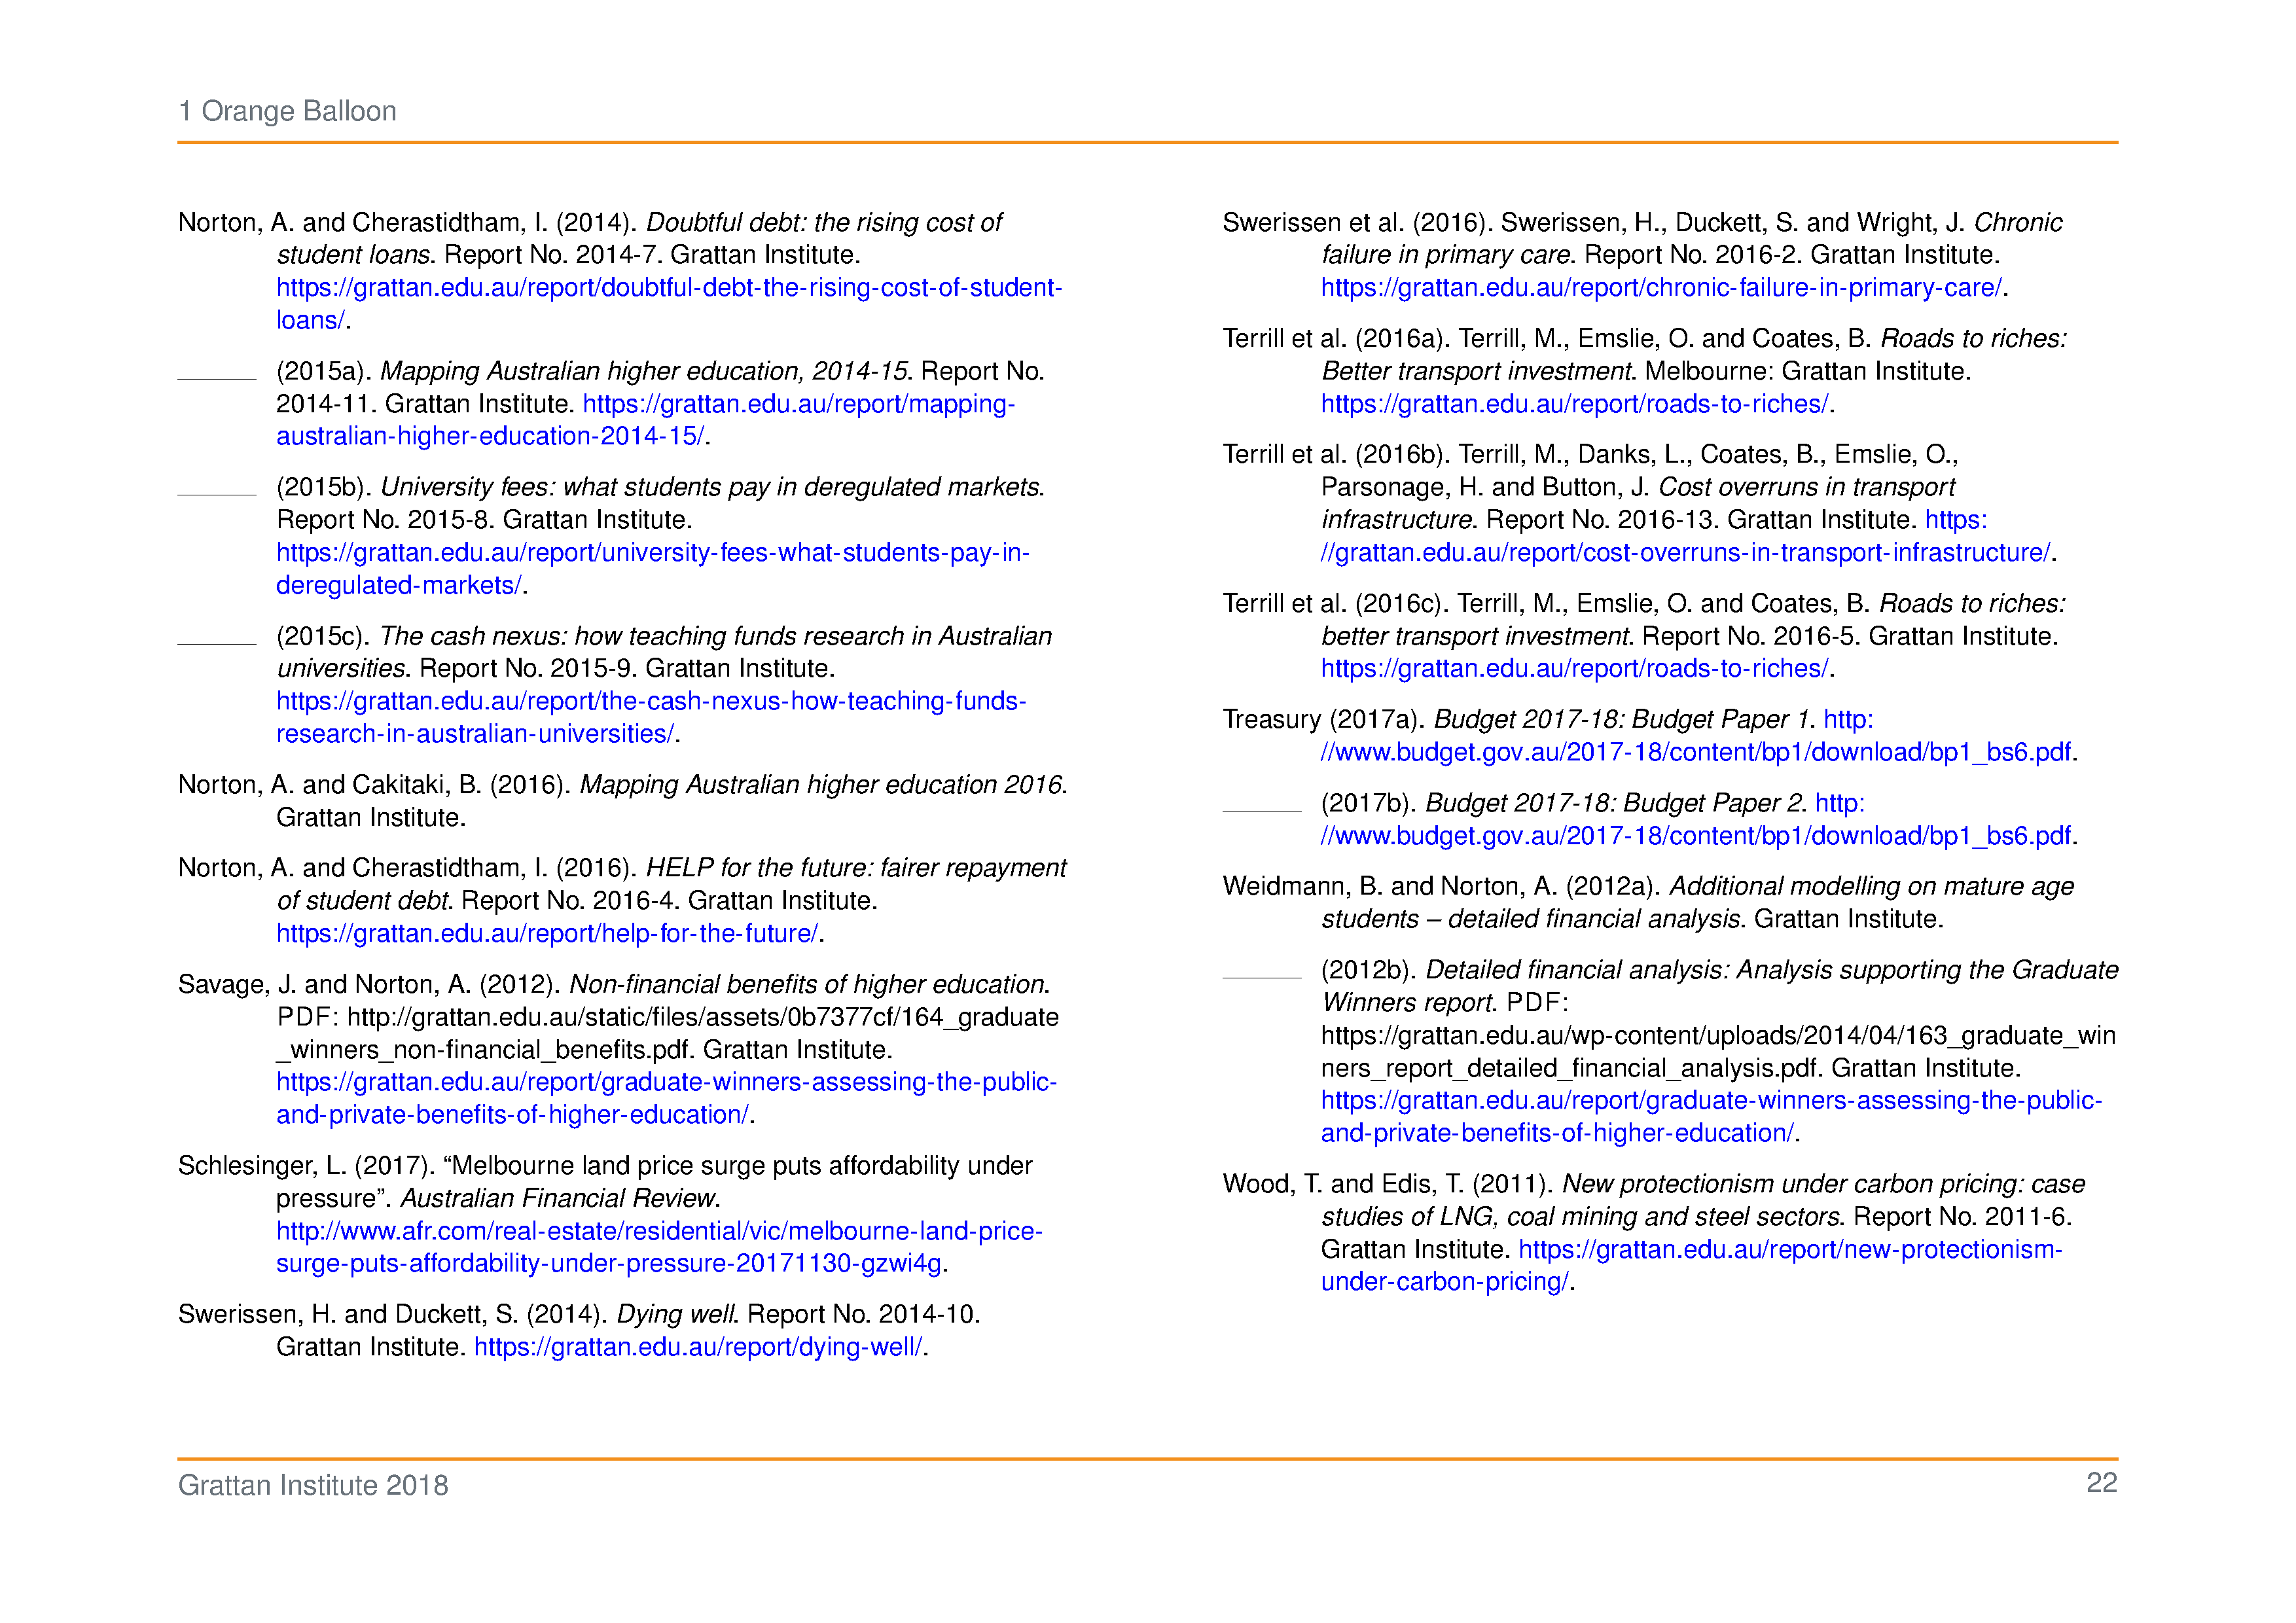 1 Orange Balloon
Norton, A. and Cherastidtham, I. (2014). Doubtful debt: the rising cost of
student loans. Report No. 2014-7. Grattan Institute.
https://grattan.edu.au/report/doubtful-debt-the-rising-cost-of-student-
loans/.
(2015a). Mapping Australian higher education, 2014-15. Report No.
2014-11. Grattan Institute. https://grattan.edu.au/report/mapping-
australian-higher-education-2014-15/.
(2015b). University fees: what students pay in deregulated markets.
Report No. 2015-8. Grattan Institute.
https://grattan.edu.au/report/university-fees-what-students-pay-in-
deregulated-markets/.
(2015c). The cash nexus: how teaching funds research in Australian
universities. Report No. 2015-9. Grattan Institute.
https://grattan.edu.au/report/the-cash-nexus-how-teaching-funds-
research-in-australian-universities/.
Norton, A. and Cakitaki, B. (2016). Mapping Australian higher education 2016.
Grattan Institute.
Norton, A. and Cherastidtham, I. (2016). HELP for the future: fairer repayment
of student debt. Report No. 2016-4. Grattan Institute.
https://grattan.edu.au/report/help-for-the-future/.
Savage, J. and Norton, A. (2012). Non-financial benefits of higher education.
PDF: http://grattan.edu.au/static/files/assets/0b7377cf/164_graduate
_winners_non-financial_benefits.pdf. Grattan Institute.
https://grattan.edu.au/report/graduate-winners-assessing-the-public-
and-private-benefits-of-higher-education/.
Schlesinger, L. (2017). “Melbourne land price surge puts affordability under
pressure”. Australian Financial Review.
http://www.afr.com/real-estate/residential/vic/melbourne-land-price-
surge-puts-affordability-under-pressure-20171130-gzwi4g.
Swerissen, H. and Duckett, S. (2014). Dying well. Report No. 2014-10.
Grattan Institute. https://grattan.edu.au/report/dying-well/.
Swerissen et al. (2016). Swerissen, H., Duckett, S. and Wright, J. Chronic
failure in primary care. Report No. 2016-2. Grattan Institute.
https://grattan.edu.au/report/chronic-failure-in-primary-care/.
Terrill et al. (2016a). Terrill, M., Emslie, O. and Coates, B. Roads to riches:
Better transport investment. Melbourne: Grattan Institute.
https://grattan.edu.au/report/roads-to-riches/.
Terrill et al. (2016b). Terrill, M., Danks, L., Coates, B., Emslie, O.,
Parsonage, H. and Button, J. Cost overruns in transport
infrastructure. Report No. 2016-13. Grattan Institute. https:
//grattan.edu.au/report/cost-overruns-in-transport-infrastructure/.
Terrill et al. (2016c). Terrill, M., Emslie, O. and Coates, B. Roads to riches:
better transport investment. Report No. 2016-5. Grattan Institute.
https://grattan.edu.au/report/roads-to-riches/.
Treasury (2017a). Budget 2017-18: Budget Paper 1. http:
//www.budget.gov.au/2017-18/content/bp1/download/bp1_bs6.pdf.
(2017b). Budget 2017-18: Budget Paper 2. http:
//www.budget.gov.au/2017-18/content/bp1/download/bp1_bs6.pdf.
Weidmann, B. and Norton, A. (2012a). Additional modelling on mature age
students – detailed financial analysis. Grattan Institute.
(2012b). Detailed financial analysis: Analysis supporting the Graduate
Winners report. PDF:
https://grattan.edu.au/wp-content/uploads/2014/04/163_graduate_win
ners_report_detailed_financial_analysis.pdf. Grattan Institute.
https://grattan.edu.au/report/graduate-winners-assessing-the-public-
and-private-benefits-of-higher-education/.
Wood, T. and Edis, T. (2011). New protectionism under carbon pricing: case
studies of LNG, coal mining and steel sectors. Report No. 2011-6.
Grattan Institute. https://grattan.edu.au/report/new-protectionism-
under-carbon-pricing/.
Grattan Institute 2018
22